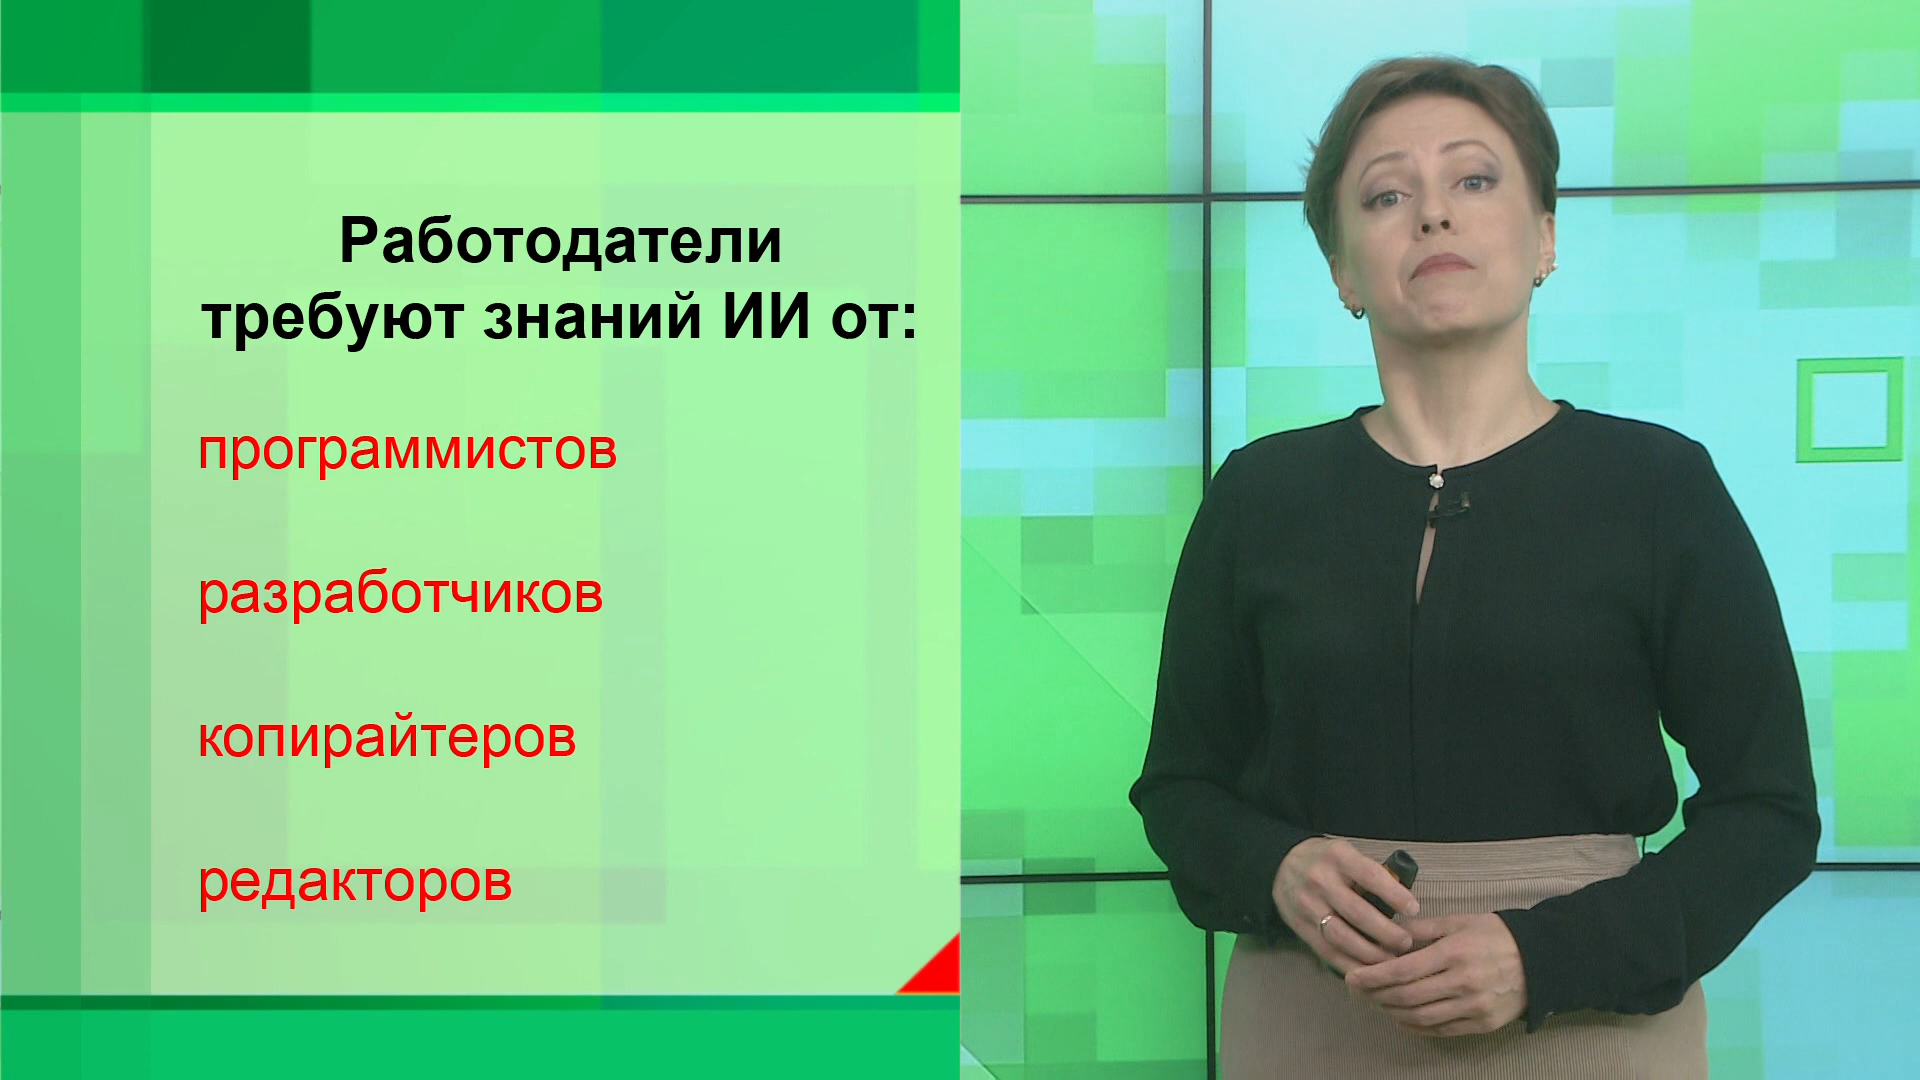 Работодатели
требуют знаний ИИ от:
программистов
разработчиков
копирайтеров
редакторов